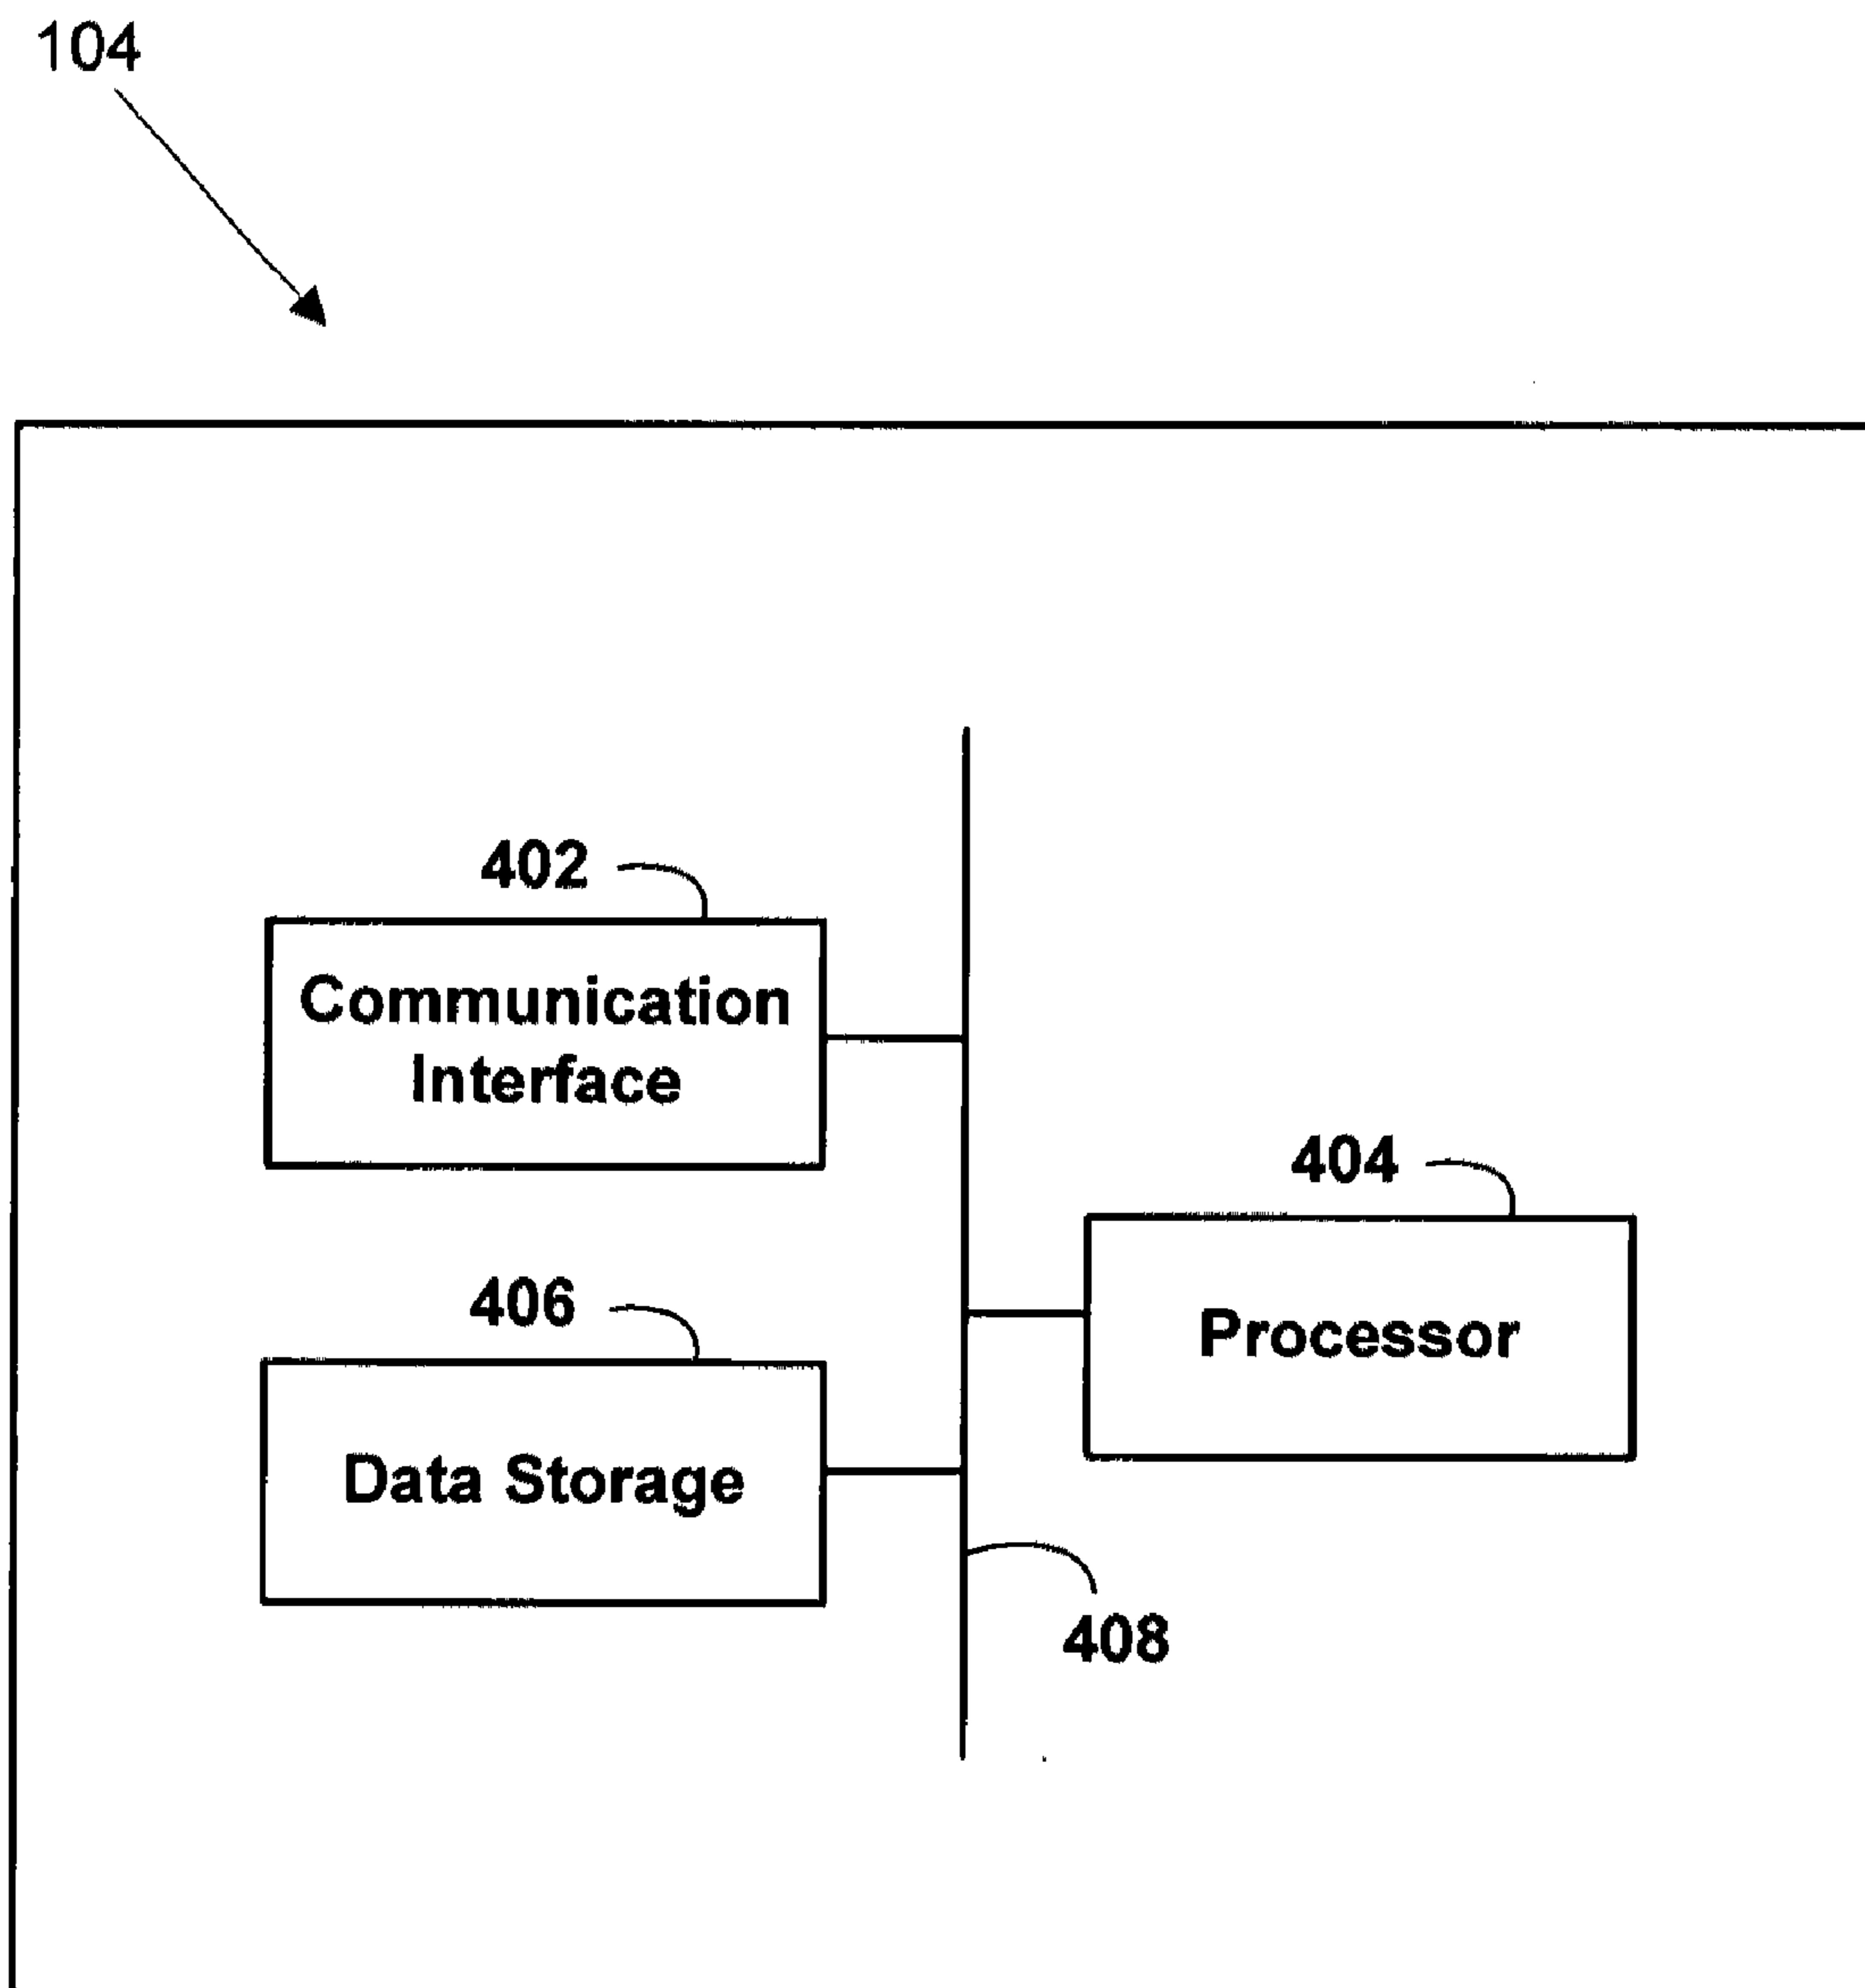 104
402
Communication
Interface
404
Processor
406
Data Storage
408